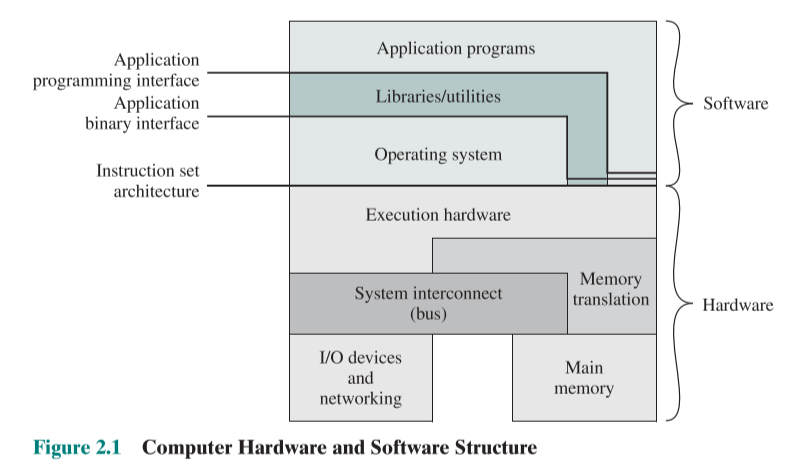 Application programs
Application
programming interface
Libraries/utilities
Application
binary interface
Software
Operating system
Instruction set
architecture
Execution hardware
Memory
translation
System interconnect
(bus)
Hardware
I/O devices
and
networking
Main
memory
Figure 2.1 Computer Hardware and Software Structure